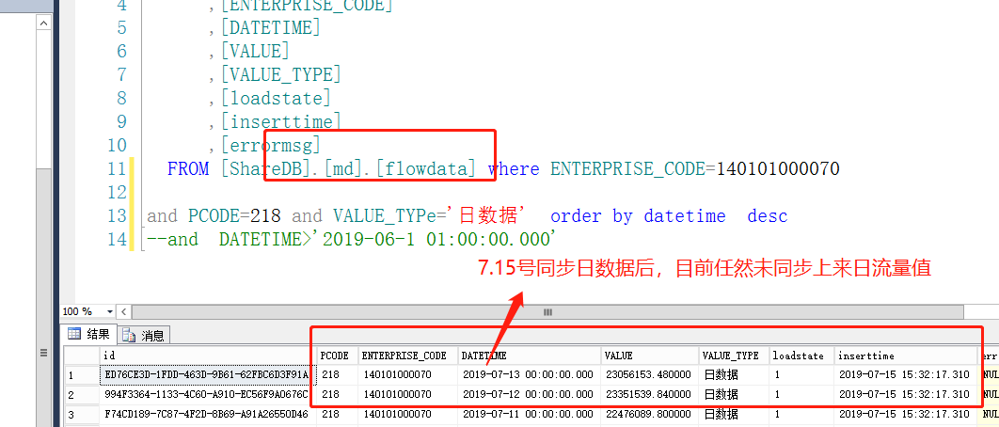 4 ,[ENTERPRISE_CODE]
5 ,[DATETIME]
6 ,[VALUE]
7 ,[VALUE_TYPE]
8 ,[loadstate]
9 ,[inserttime]
10 ,[errormsg]
11 FROM [ShareDB].[md].[flowdata] where ENTERPRISE_CODE=140101000070
12
13 and PCODE=218 and VALUE_TYPe='日数据' order by datetime desc
14 --and DATETIME>'2019-06-1 01:00:00.000'
7.15号同步日数据后，目前任然未同步上来日流量值
100 %
结果 消息
id PCODE ENTERPRISE_CODE DATETIME VALUE VALUE_TYPE loadstate inserttime err
1 ED76CE3D-1FDD-463D-9B61-62FBC6D3F91A 218 140101000070 2019-07-13 00:00:00.000 23056153.480000 日数据 1 2019-07-15 15:32:17.310 NUL
2 994F3364-1133-4C60-A910-EC56F9A0676C 218 140101000070 2019-07-12 00:00:00.000 23351539.840000 日数据 1 2019-07-15 15:32:17.310 NUL
3 F74CD189-7C87-4F2D-8B69-A91A26550D46 218 140101000070 2019-07-11 00:00:00.000 22476089.800000 日数据 1 2019-07-15 15:32:17.310 NUL